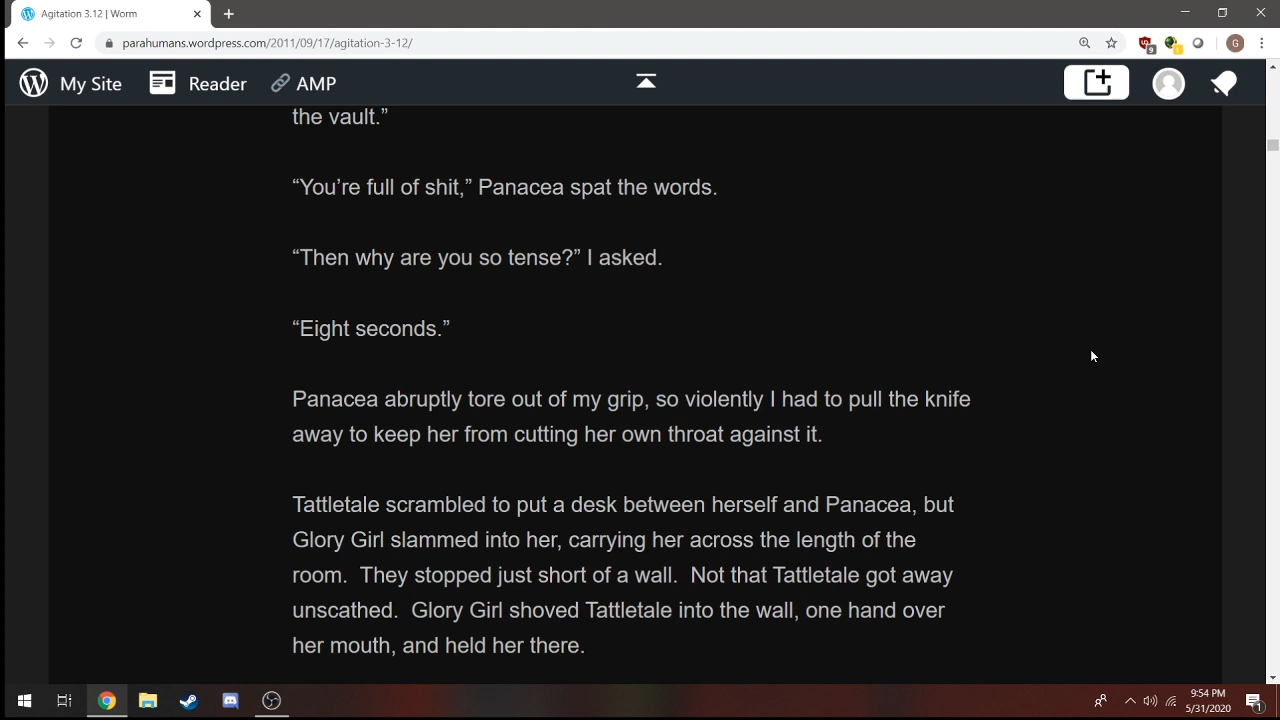 Agitation 3.12 | Worm
parahumans.wordpress.com/2011/09/17/agitation-3-12/
9
1
G
My Site
Reader
AMP
the vault.”
“You’re full of shit,” Panacea spat the words.
“Then why are you so tense?” I asked.
“Eight seconds.”
Panacea abruptly tore out of my grip, so violently I had to pull the knife
away to keep her from cutting her own throat against it.
Tattletale scrambled to put a desk between herself and Panacea, but
Glory Girl slammed into her, carrying her across the length of the
room.  They stopped just short of a wall.  Not that Tattletale got away
unscathed.  Glory Girl shoved Tattletale into the wall, one hand over
her mouth, and held her there.
9:54 PM
5/31/2020
1